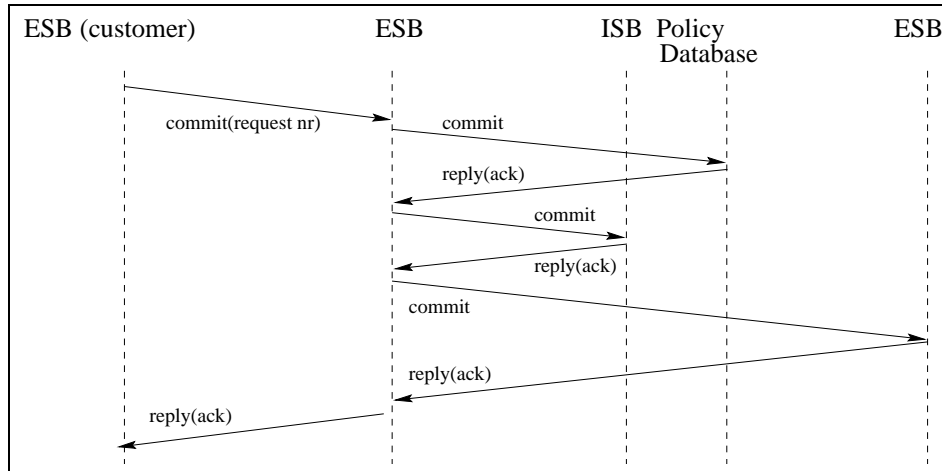 ESB (customer) ESB ISB Policy ESB
Database
commit(request nr)
commit
reply(ack)
commit
reply(ack)
commit
reply(ack)
reply(ack)